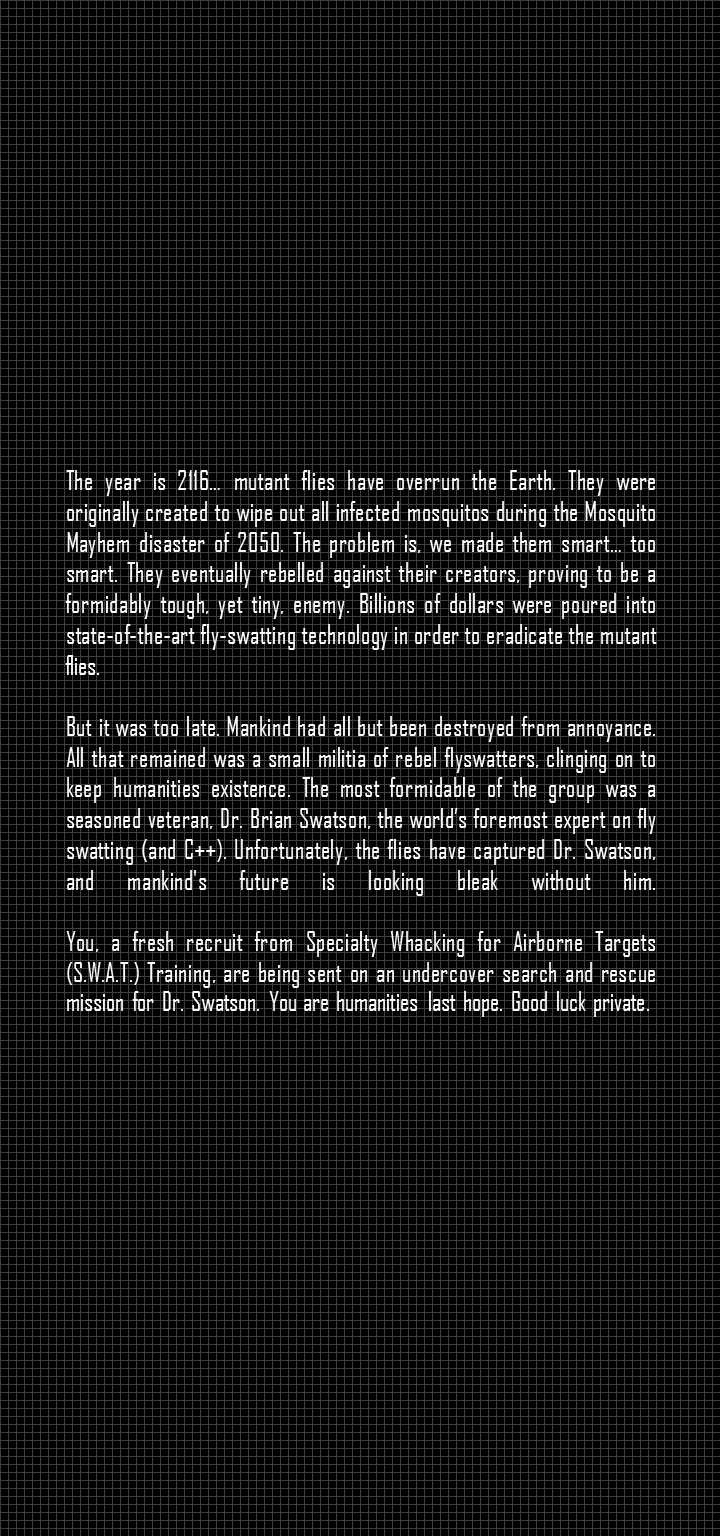 The year is 2116... mutant flies have overrun the Earth. They were
originally created to wipe out all infected mosquitos during the Mosquito
Mayhem disaster of 2050. The problem is, we made them smart... too
smart. They eventually rebelled against their creators, proving to be a
formidably tough, yet tiny, enemy. Billions of dollars were poured into
state-of-the-art fly-swatting technology in order to eradicate the mutant
flies.
But it was too late. Mankind had all but been destroyed from annoyance.
All that remained was a small militia of rebel flyswatters, clinging on to
keep humanities existence. The most formidable of the group was a
seasoned veteran, Dr. Brian Swatson, the world's foremost expert on fly
swatting (and C++). Unfortunately, the flies have captured Dr. Swatson,
and mankind's future is looking bleak without him.
You, a fresh recruit from Specialty Whacking for Airborne Targets
(S.W.A.T.) Training, are being sent on an undercover search and rescue
mission for Dr. Swatson. You are humanities last hope. Good luck private.